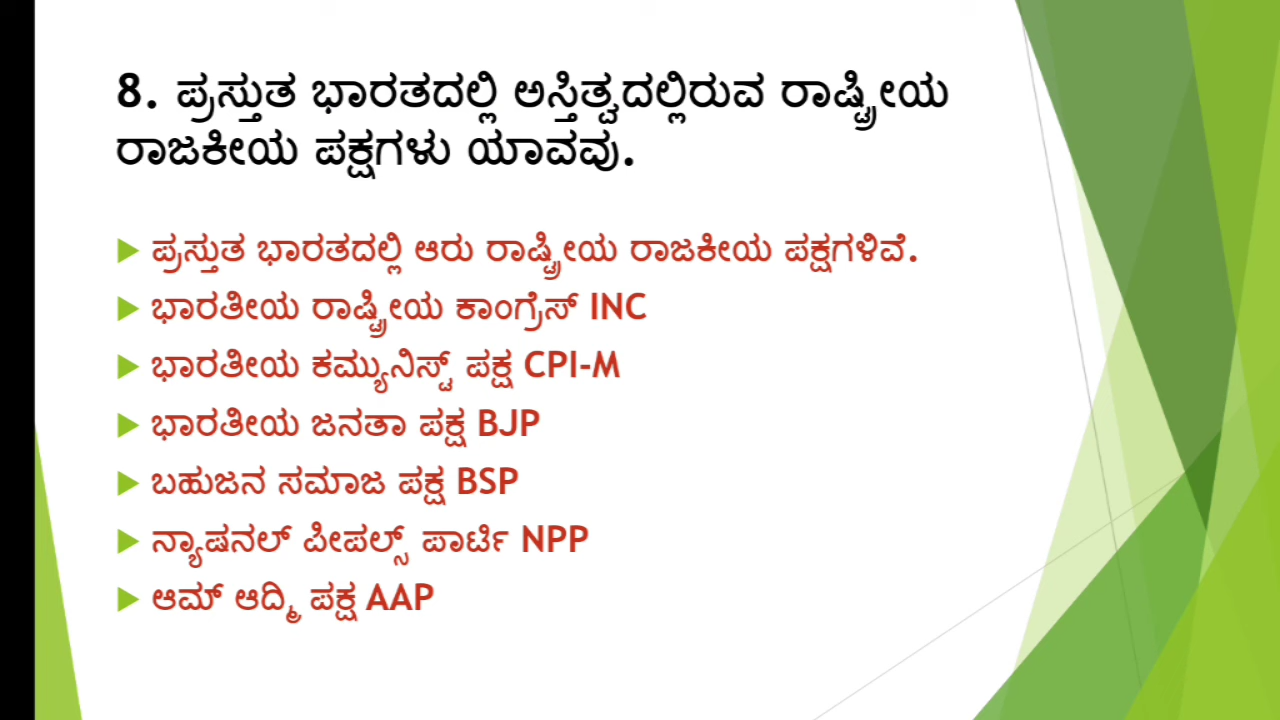 8. ಪ್ರಸ್ತುತ ಭಾರತದಲ್ಲಿ ಅಸ್ತಿತ್ವದಲ್ಲಿರುವ ರಾಷ್ಟ್ರೀಯ
ರಾಜಕೀಯ ಪಕ್ಷಗಳು ಯಾವವು.
ಪ್ರಸ್ತುತ ಭಾರತದಲ್ಲಿ ಆರು ರಾಷ್ಟ್ರೀಯ ರಾಜಕೀಯ ಪಕ್ಷಗಳಿವೆ.
ಭಾರತೀಯ ರಾಷ್ಟ್ರೀಯ ಕಾಂಗ್ರೆಸ್ INC
ಭಾರತೀಯ ಕಮ್ಯುನಿಸ್ಟ್ ಪಕ್ಷ CPI-M
ಭಾರತೀಯ ಜನತಾ ಪಕ್ಷ BJP
ಬಹುಜನ ಸಮಾಜ ಪಕ್ಷ BSP
ನ್ಯಾಷನಲ್ ಪೀಪಲ್ಸ್ ಪಾರ್ಟಿ NPP
ಆಮ್ ಆದ್ಮಿ ಪಕ್ಷ AAP